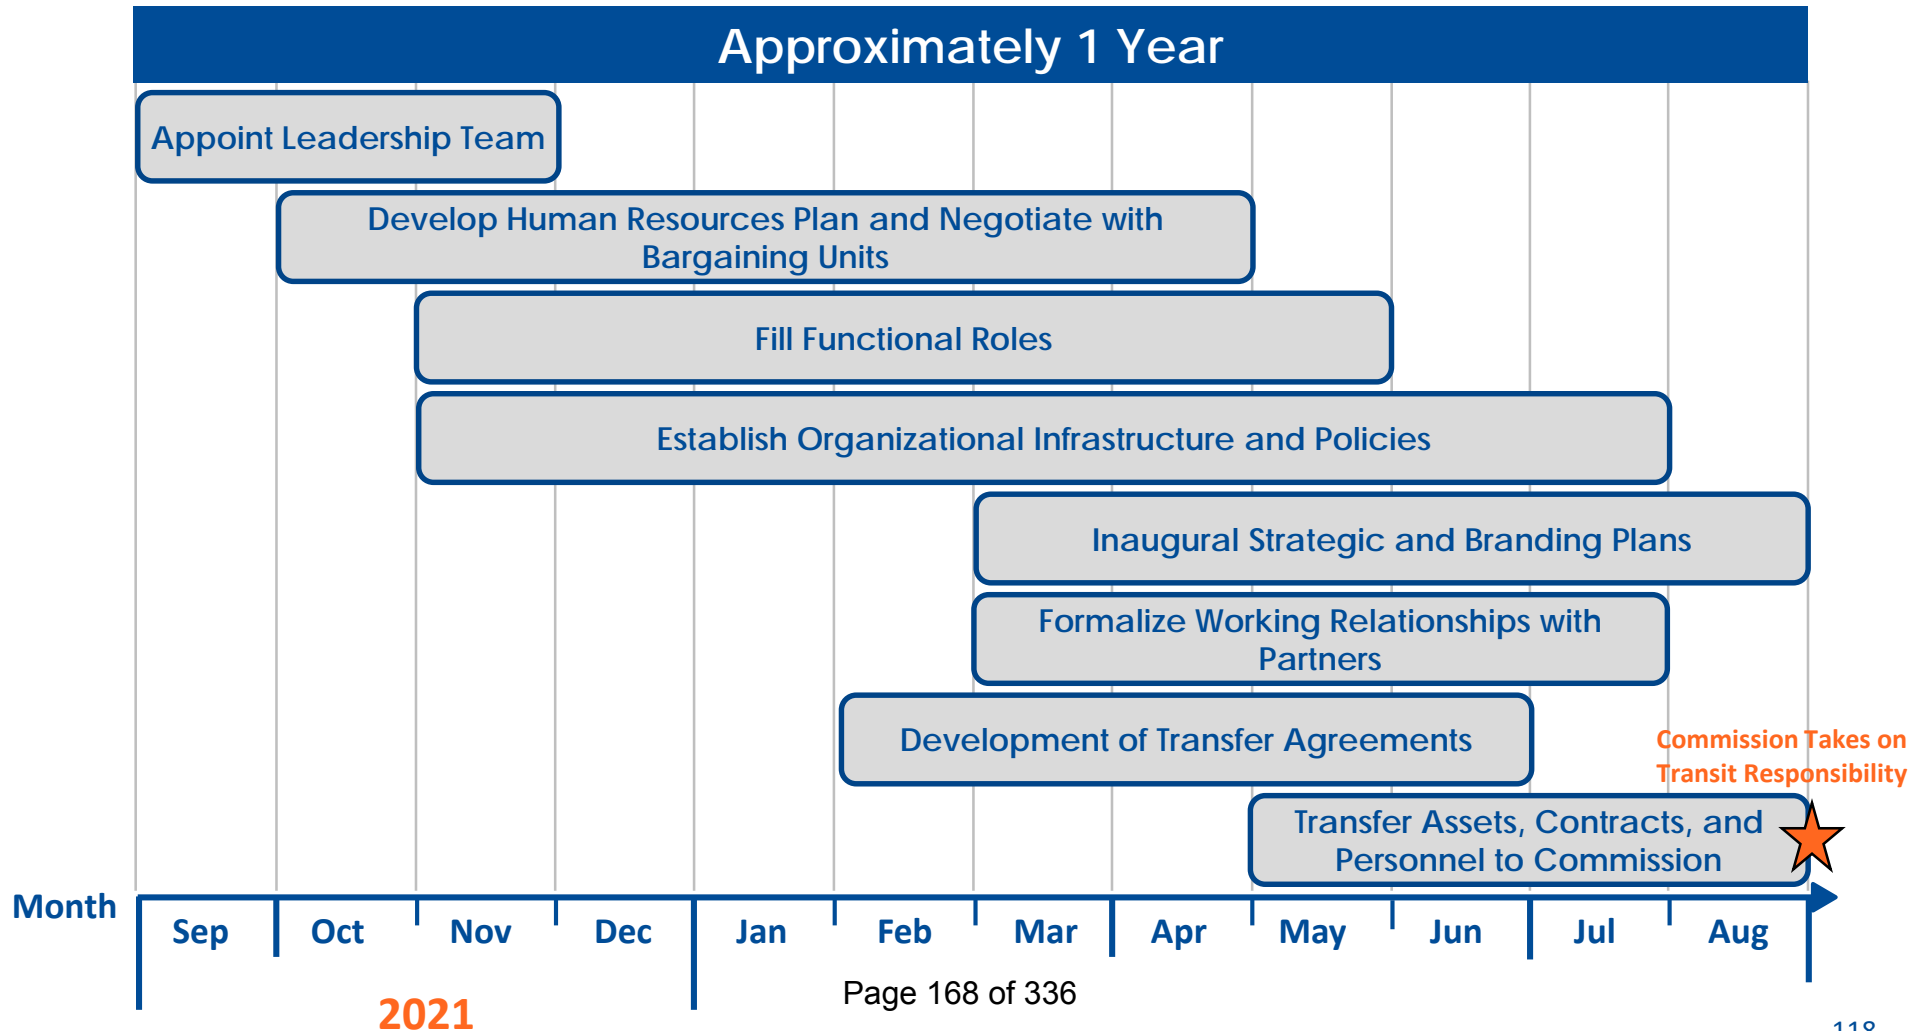 Approximately 1 Year
Appoint Leadership Team
Develop Human Resources Plan and Negotiate with
Bargaining Units
Fill Functional Roles
Establish Organizational Infrastructure and Policies
Inaugural Strategic and Branding Plans
Formalize Working Relationships with
Partners
Development of Transfer Agreements
Commission Takes on
Transit Responsibility
Transfer Assets, Contracts, and
Personnel to Commission
Month
Sep Oct Nov Dec Jan Feb Mar Apr May Jun Jul Aug
Page 168 of 336
2021
118